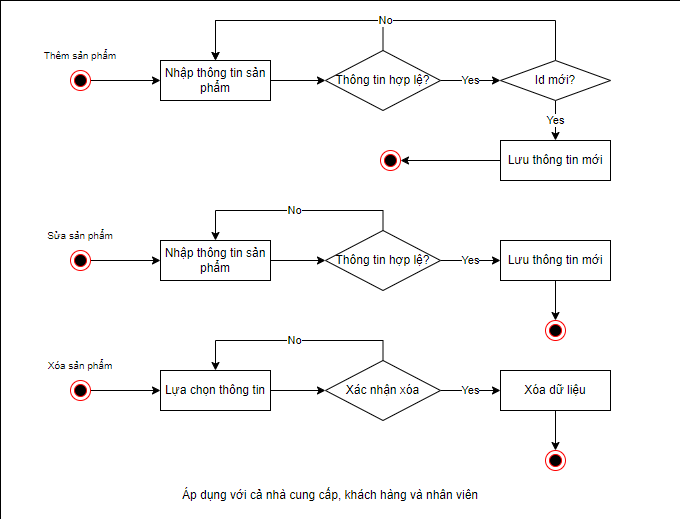 No
Thêm sản phẩm
Nhập thông tin sản
phẩm
Thông tin hợp lệ?
Yes
Id mới?
Yes
Lưu thông tin mới
No
Sửa sản phẩm
Nhập thông tin sản
phẩm
Thông tin hợp lệ?
Yes
Lưu thông tin mới
No
Xóa sản phẩm
Lựa chọn thông tin
Xác nhận xóa
Yes
Xóa dữ liệu
Áp dụng với cả nhà cung cấp, khách hàng và nhân viên